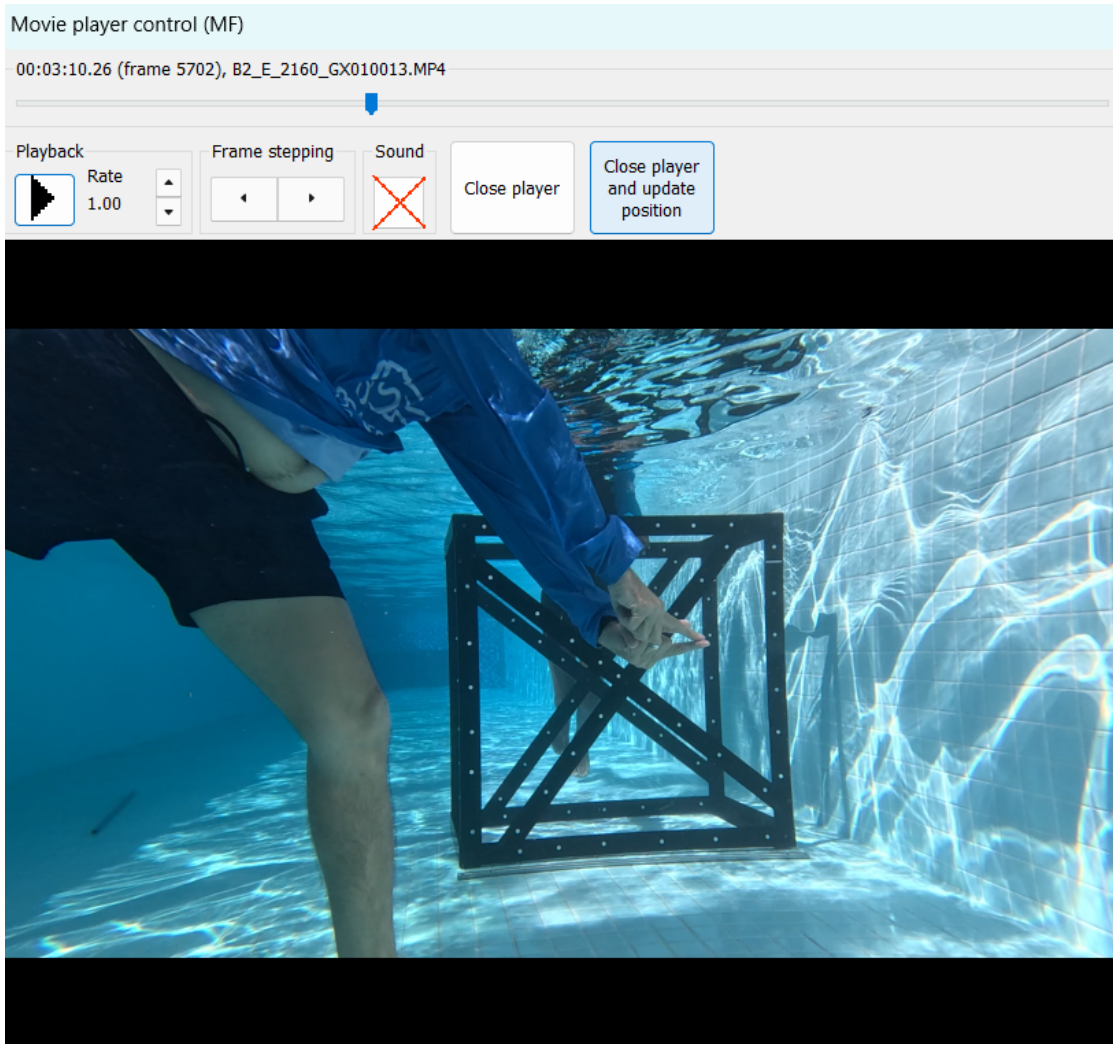 Movie player control (MF)
00:03:10.26 (frame 5702), B2_E_2160_GX010013.MP4
Playback
Rate
1.00
Frame stepping
Sound
Close player
Close player
and update
position